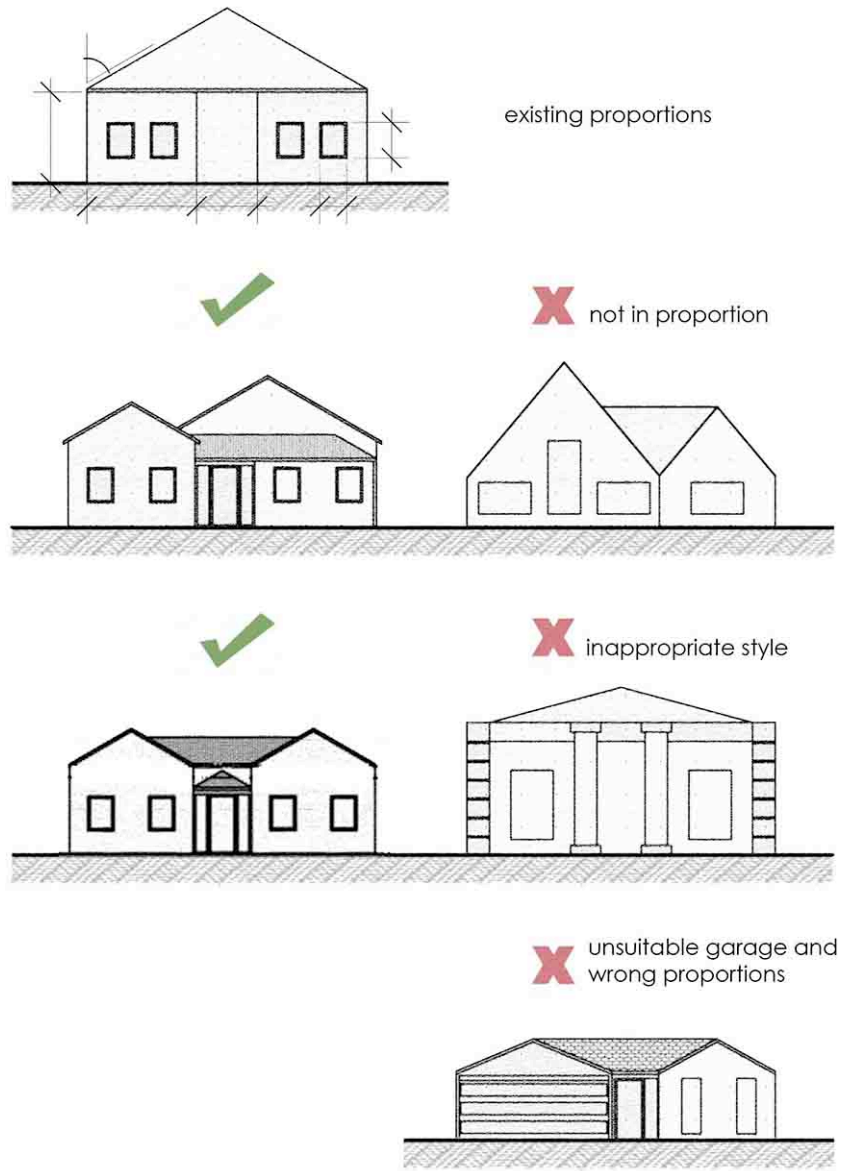 existing proportions
not in proportion
inappropriate style
unsuitable garage and
wrong proportions